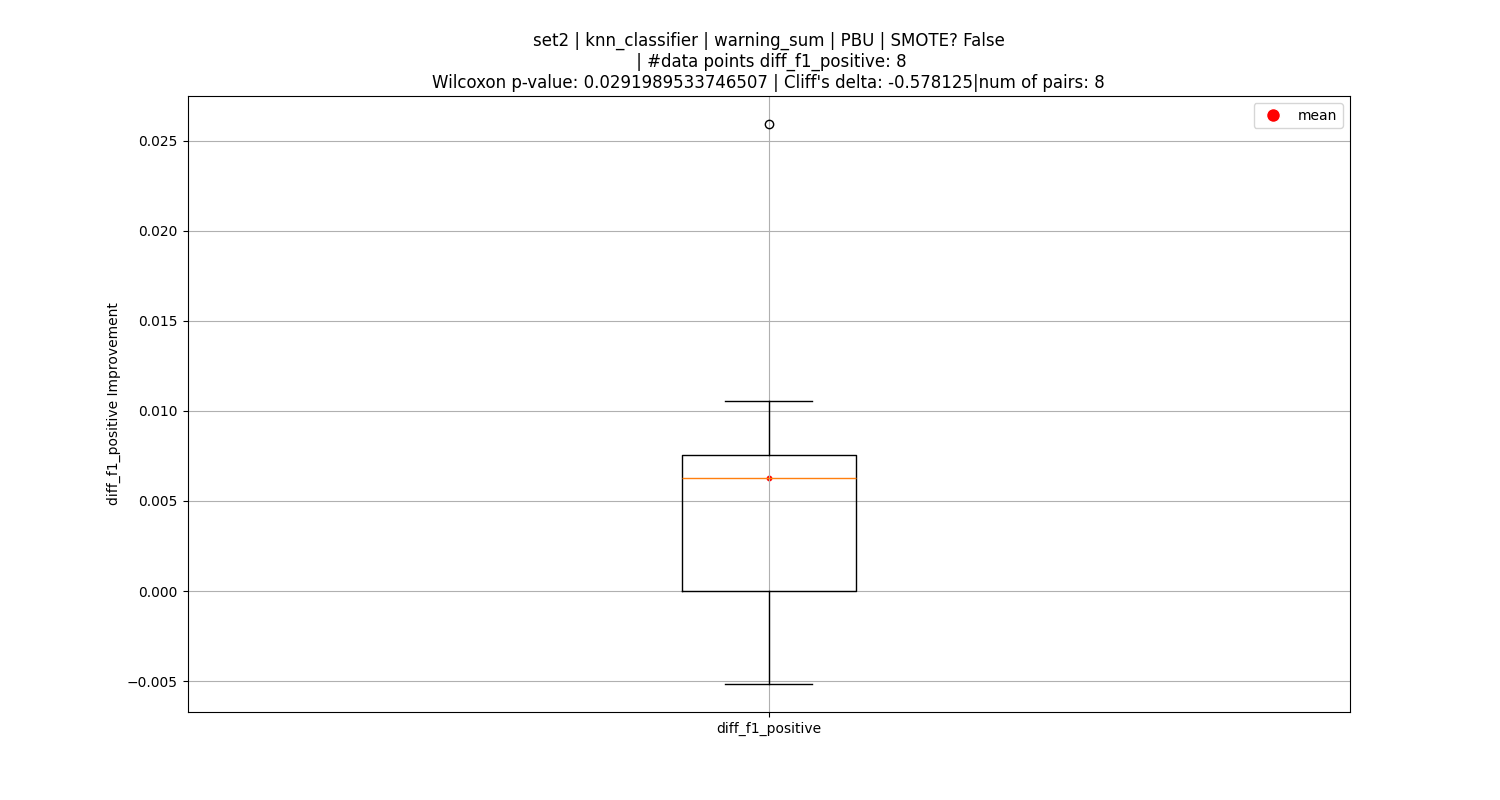 set2 | knn_classifier | warning_sum | PBU | SMOTE? False
| #data points diff_f1_positive: 8
Wilcoxon p-value: 0.0291989533746507 | Cliff's delta: -0.578125|num of pairs: 8
mean
0.025
0.020
0.015
0.010
0.005
0.000
−0.005
diff_f1_positive Improvement
diff_f1_positive